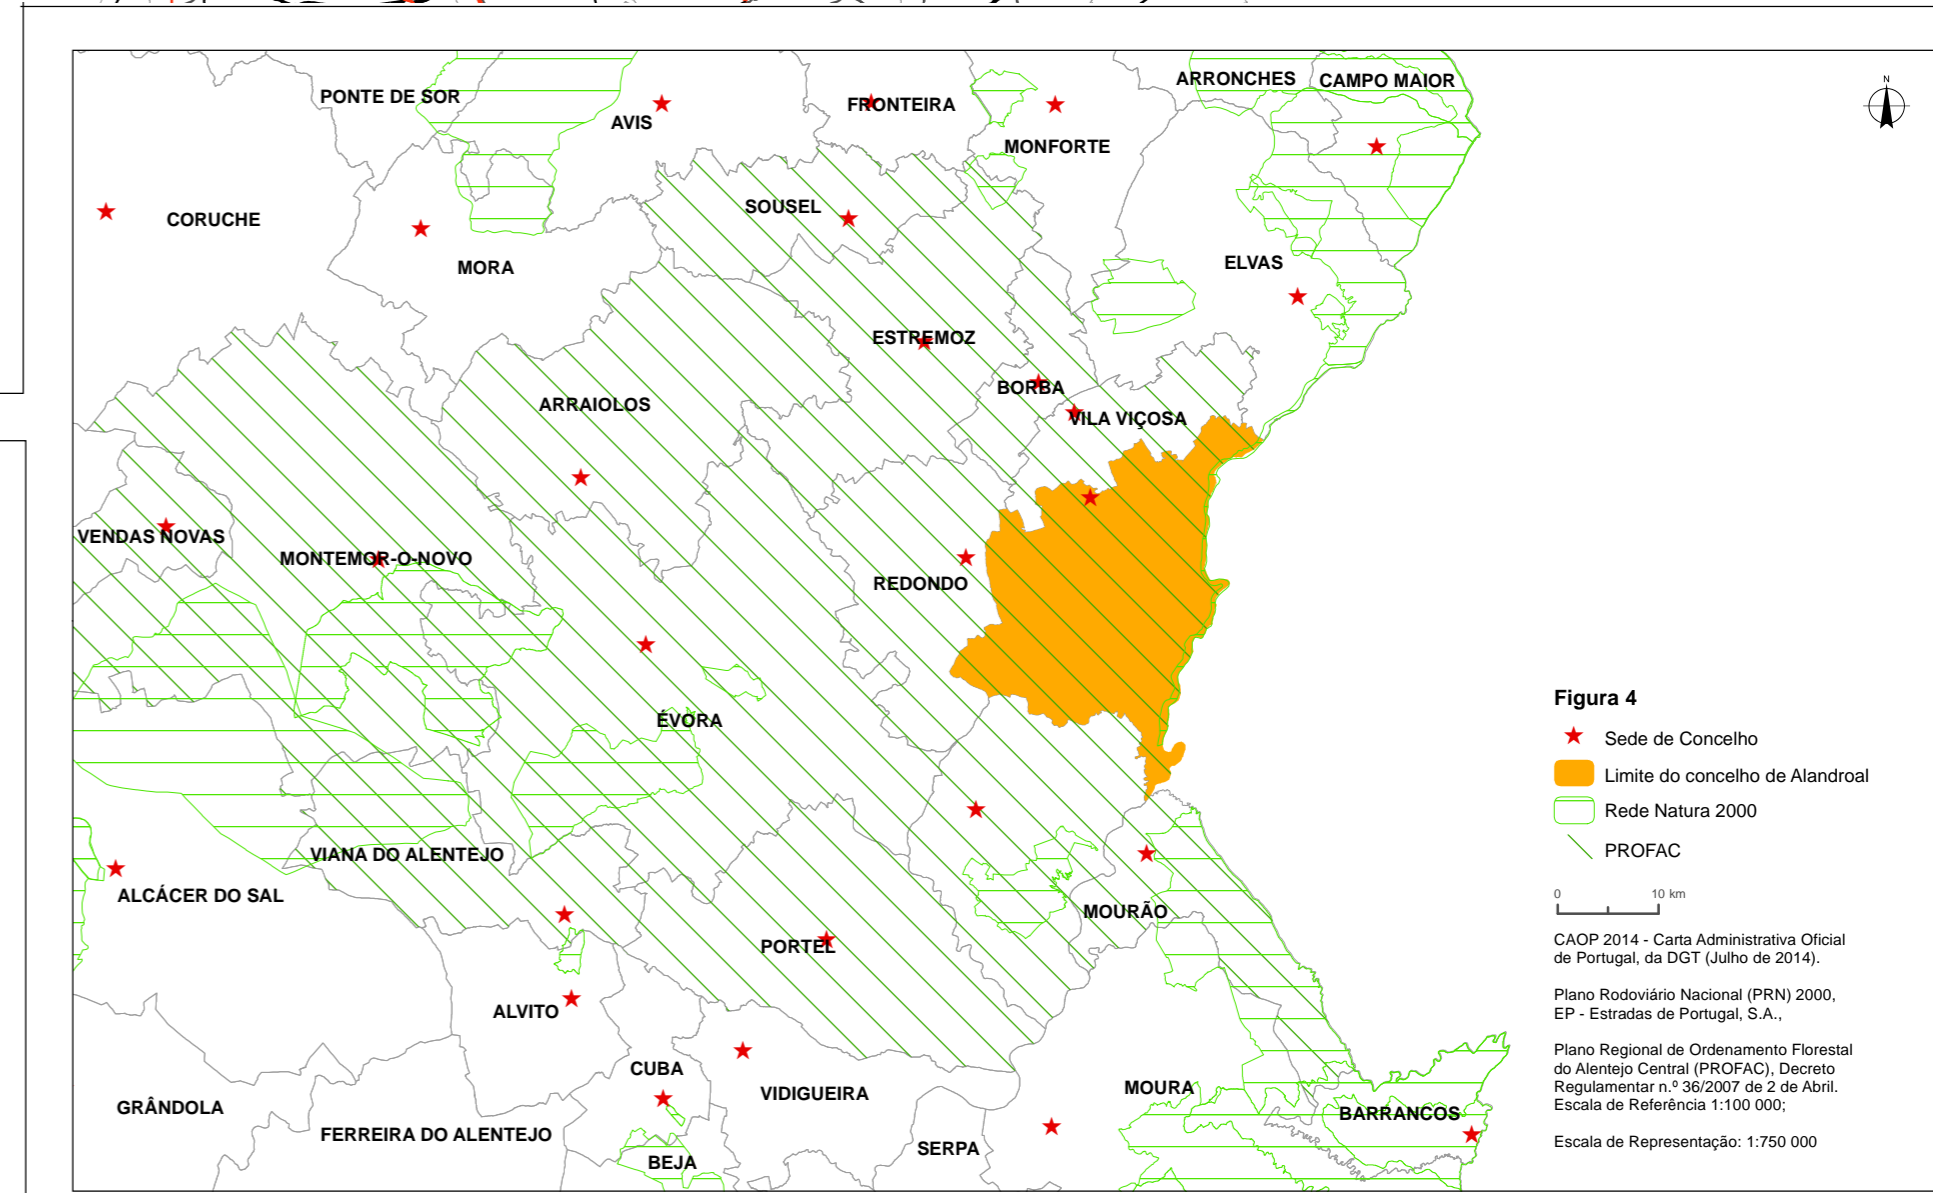 ARRONCHES
CAMPO MAIOR
N
PONTE DE SOR
AVIS
FRONTEIRA
MONFORTE
CORUCHE
SOUSEL
MORA
ELVAS
ESTREMOZ
BORBA
ARRAIOLOS
VILA VIÇOSA
VENDAS NOVAS
MONTEMOR-O-NOVO
REDONDO
ÉVORA
VIANA DO ALENTEJO
ALCÁCER DO SAL
MOURÃO
PORTEL
ALVITO
CUBA
VIDIGUEIRA
MOURA
GRÂNDOLA
BARRANCOS
FERREIRA DO ALENTEJO
SERPA
BEJA
Figura 4
Sede de Concelho
Limite do concelho de Alandroal
Rede Natura 2000
PROFAC
0 10 km
CAOP 2014 - Carta Administrativa Oficial
de Portugal, da DGT (Julho de 2014).
Plano Rodoviário Nacional (PRN) 2000,
EP - Estradas de Portugal, S.A.,
Plano Regional de Ordenamento Florestal
do Alentejo Central (PROFAC), Decreto
Regulamentar n.º 36/2007 de 2 de Abril.
Escala de Referência 1:100 000;
Escala de Representação: 1:750 000